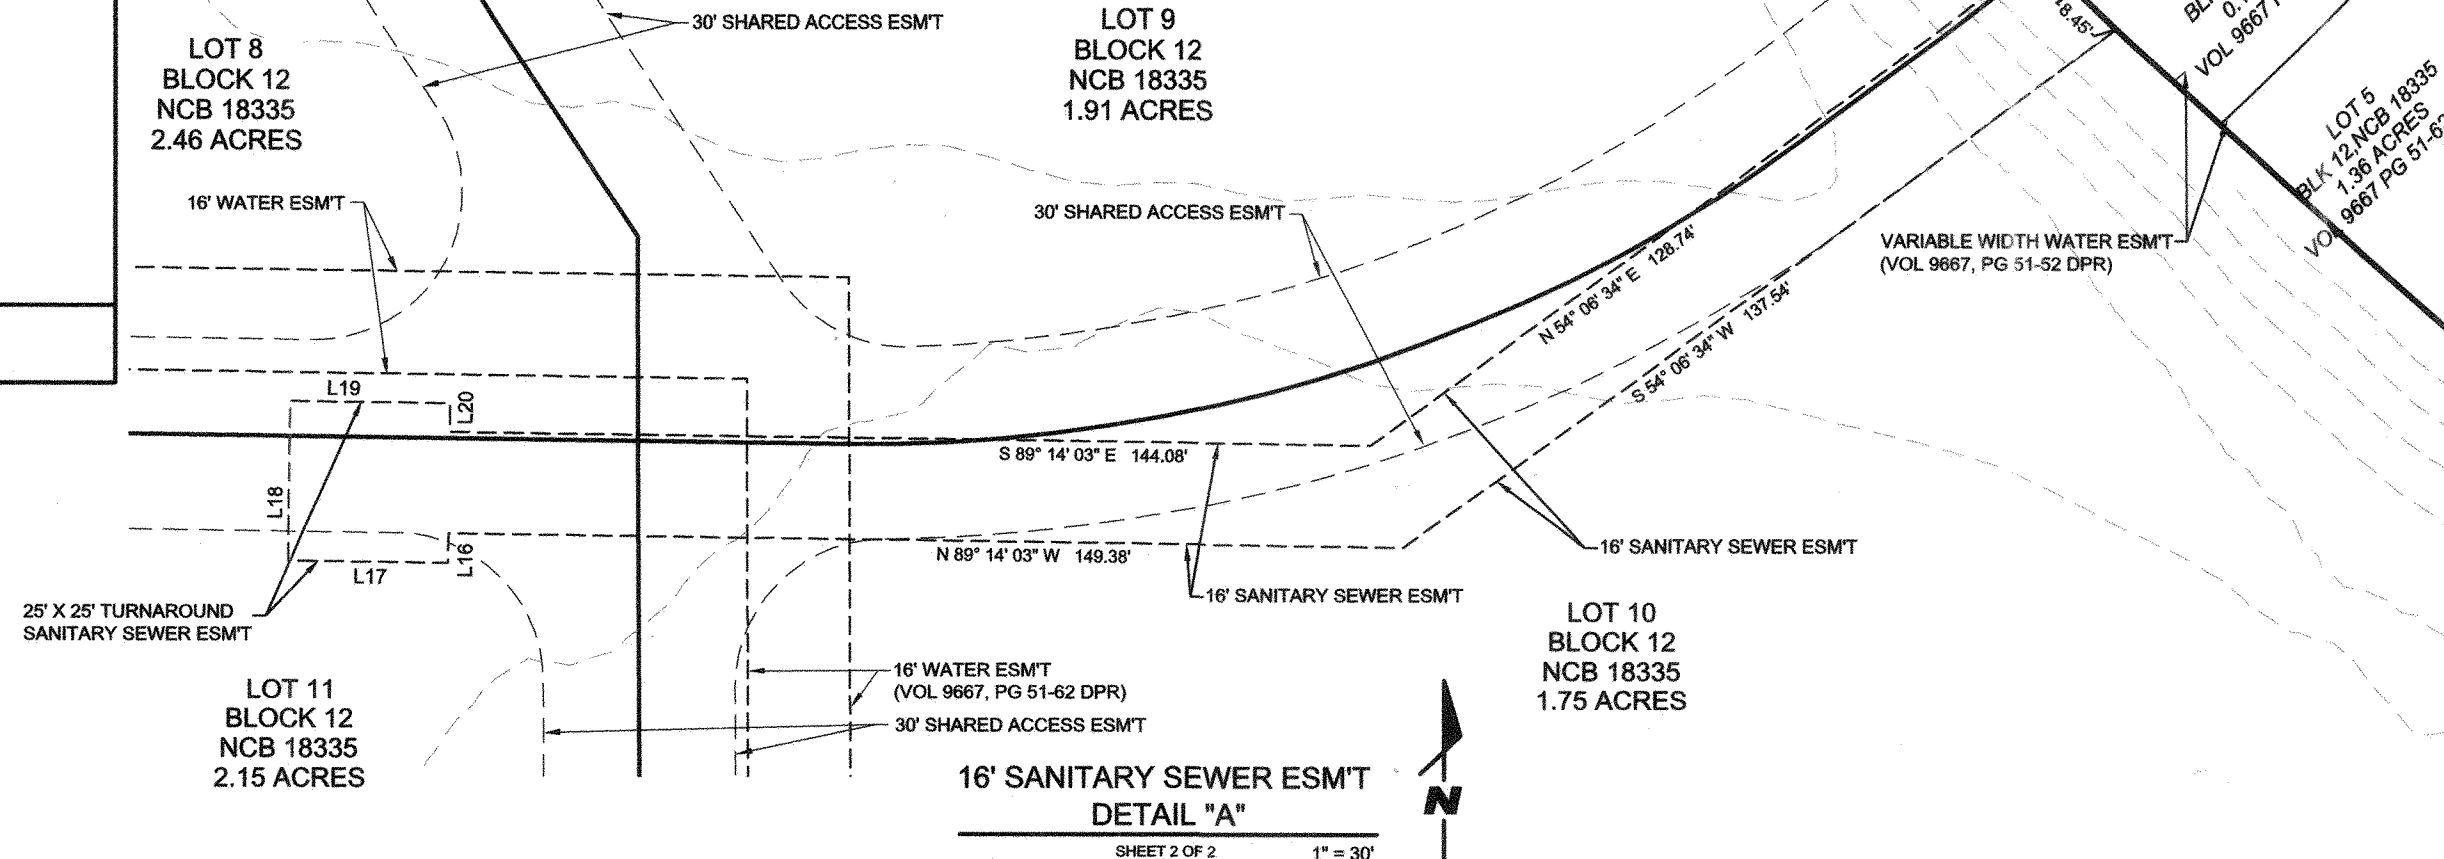 30' SHARED ACCESS ESM'T
LOT 8
BLOCK 12
NCB 18335
2.46 ACRES
LOT 9
BLOCK 12
NCB 18335
1.91 ACRES
18.45'
VOL 9667
LOT 5
BLK 12,NCB 18335
1.36 ACRES
9667 PG 51-6
16' WATER ESM'T
30' SHARED ACCESS ESM'T
VARIABLE WIDTH WATER ESM'T
(VOL 9667, PG 51-52 DPR)
N 54° 06' 34" E 128.74'
S 54° 06' 34" W 137.54'
L19
L20
L18
L16
L17
S 89° 14' 03" E 144.08'
N 89° 14' 03" W 149.38'
16' SANITARY SEWER ESM'T
16' SANITARY SEWER ESM'T
25' X 25' TURNAROUND
SANITARY SEWER ESM'T
LOT 10
BLOCK 12
NCB 18335
1.75 ACRES
LOT 11
BLOCK 12
NCB 18335
2.15 ACRES
16' WATER ESM'T
(VOL 9667, PG 51-62 DPR)
30' SHARED ACCESS ESM'T
16' SANITARY SEWER ESM'T
DETAIL "A"
SHEET 2 OF 2 1" = 30'
N